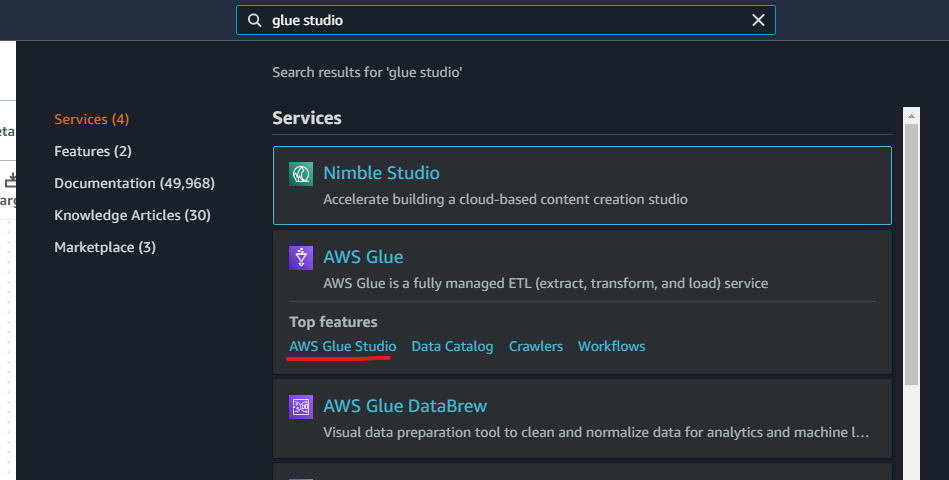 glue studio
Search results for 'glue studio'
Services (4)
Features (2)
Documentation (49,968)
Knowledge Articles (30)
Marketplace (3)
Services
Nimble Studio
Accelerate building a cloud-based content creation studio
AWS Glue
AWS Glue is a fully managed ETL (extract, transform, and load) service
Top features
AWS Glue Studio Data Catalog Crawlers Workflows
AWS Glue DataBrew
Visual data preparation tool to clean and normalize data for analytics and machine l...